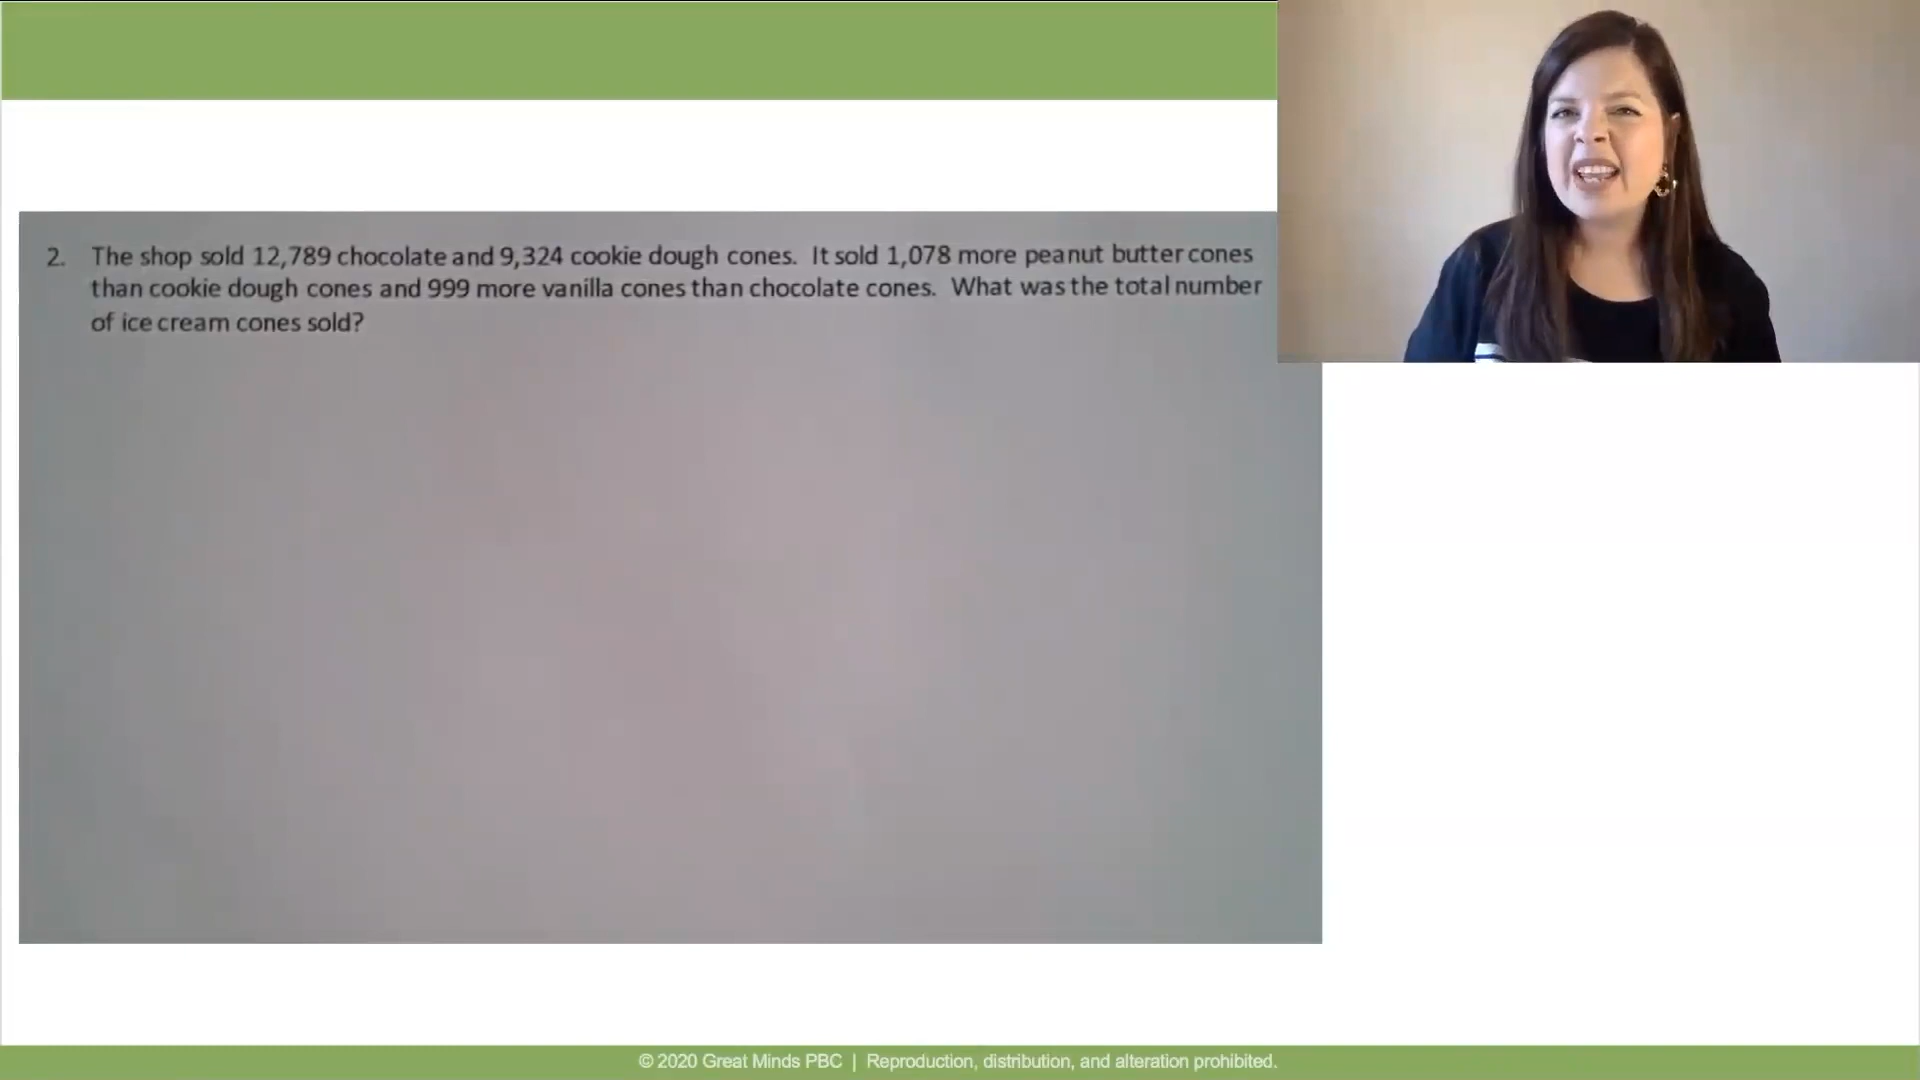 2. The shop sold 12,789 chocolate and 9,324 cookie dough cones. It sold 1,078 more peanut butter cones
than cookie dough cones and 999 more vanilla cones than chocolate cones. What was the total number
of ice cream cones sold?
© 2020 Great Minds PBC | Reproduction, distribution, and alteration prohibited.